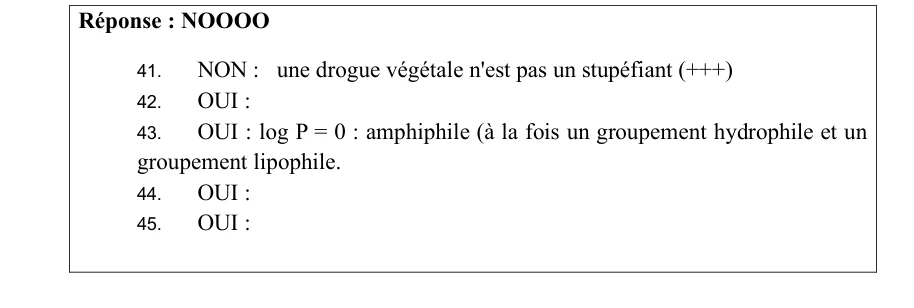 Réponse : NOOOO
41. NON : une drogue végétale n'est pas un stupéfiant (+++)
42. OUI :
43. OUI : log P = 0 : amphiphile (à la fois un groupement hydrophile et un
groupement lipophile.
44. OUI :
45. OUI :